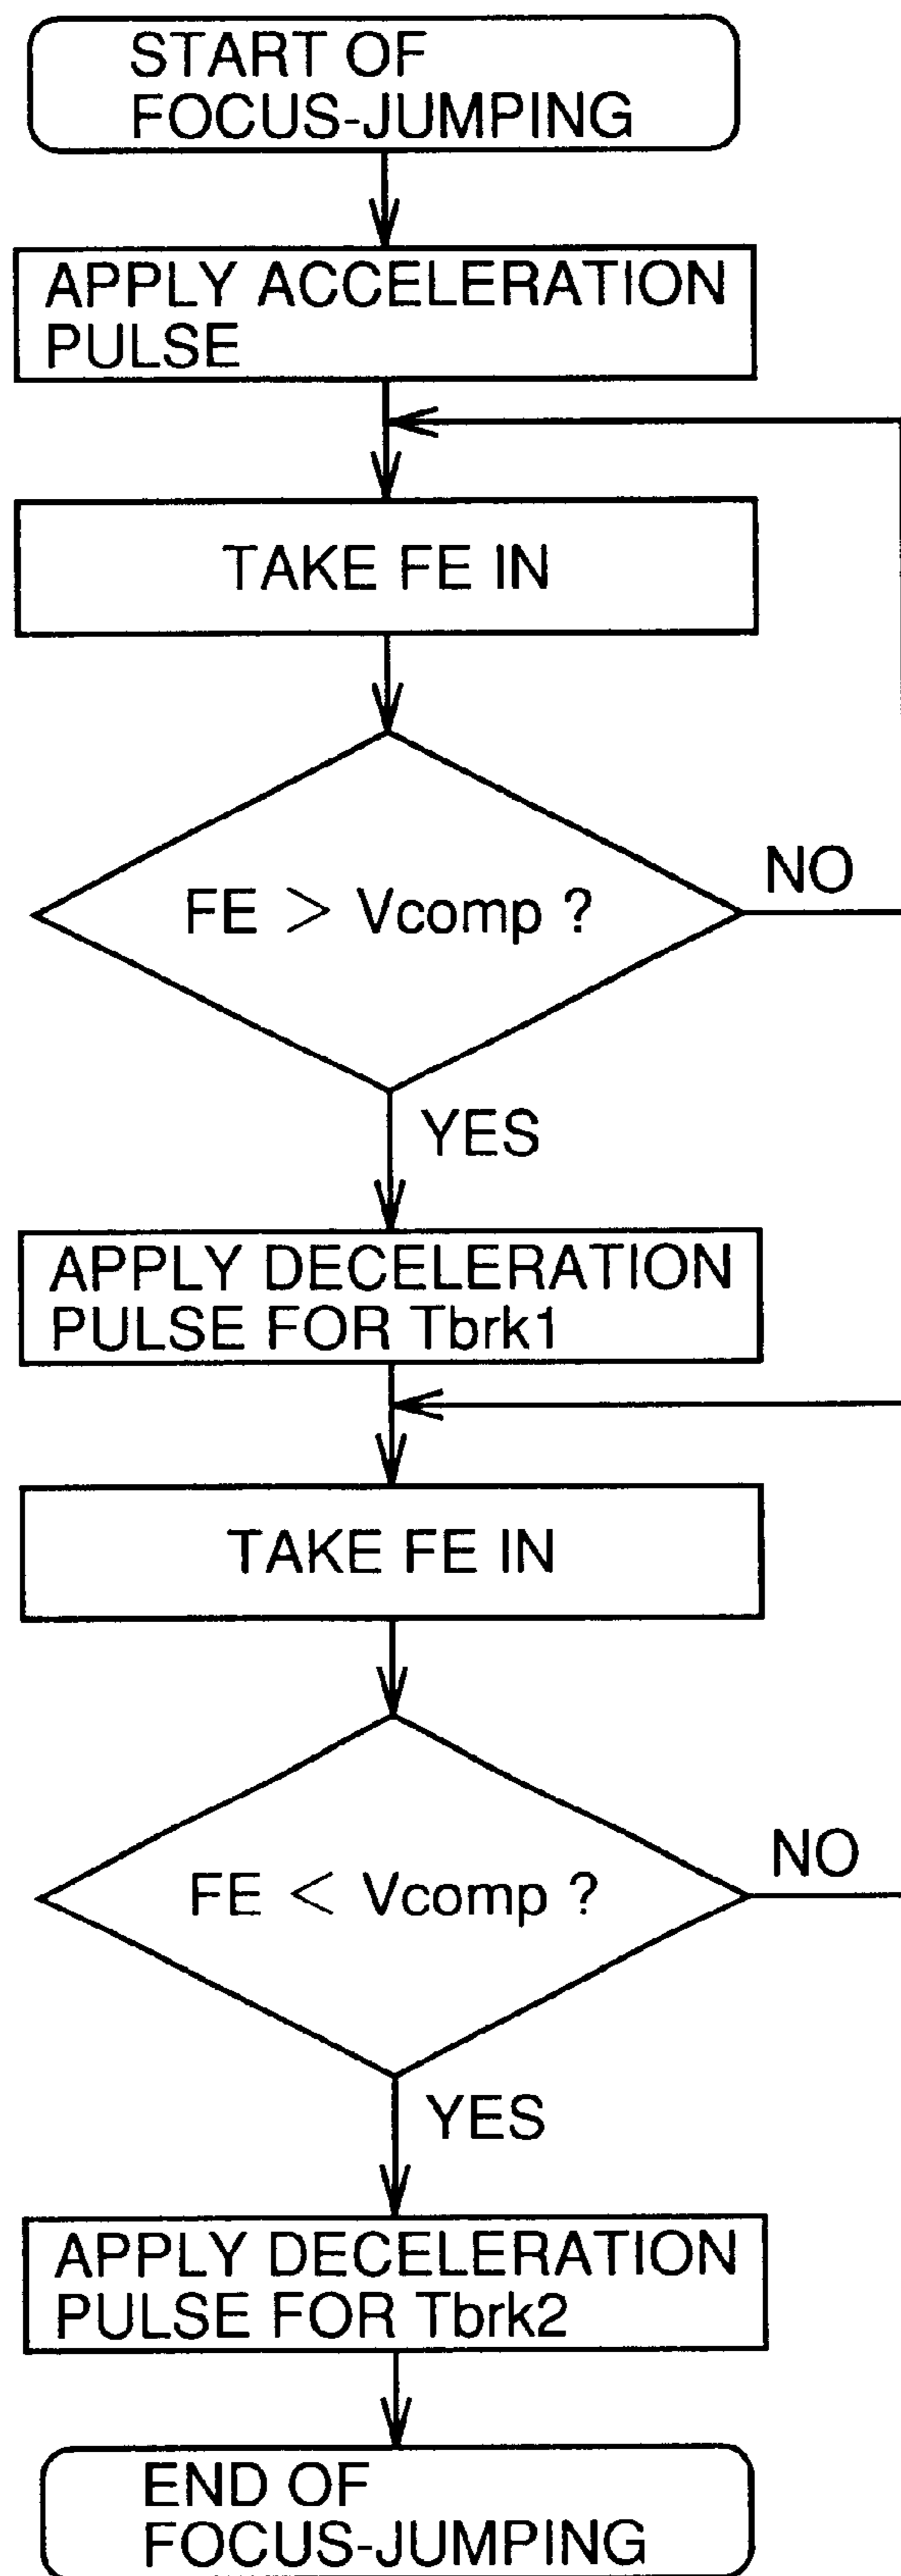 START OF
FOCUS-JUMPING
APPLY ACCELERATION
PULSE
TAKE FE IN
FE > Vcomp ?
NO
YES
APPLY DECELERATION
PULSE FOR Tbrk1
TAKE FE IN
FE < Vcomp ?
NO
YES
APPLY DECELERATION
PULSE FOR Tbrk2
END OF
FOCUS-JUMPING